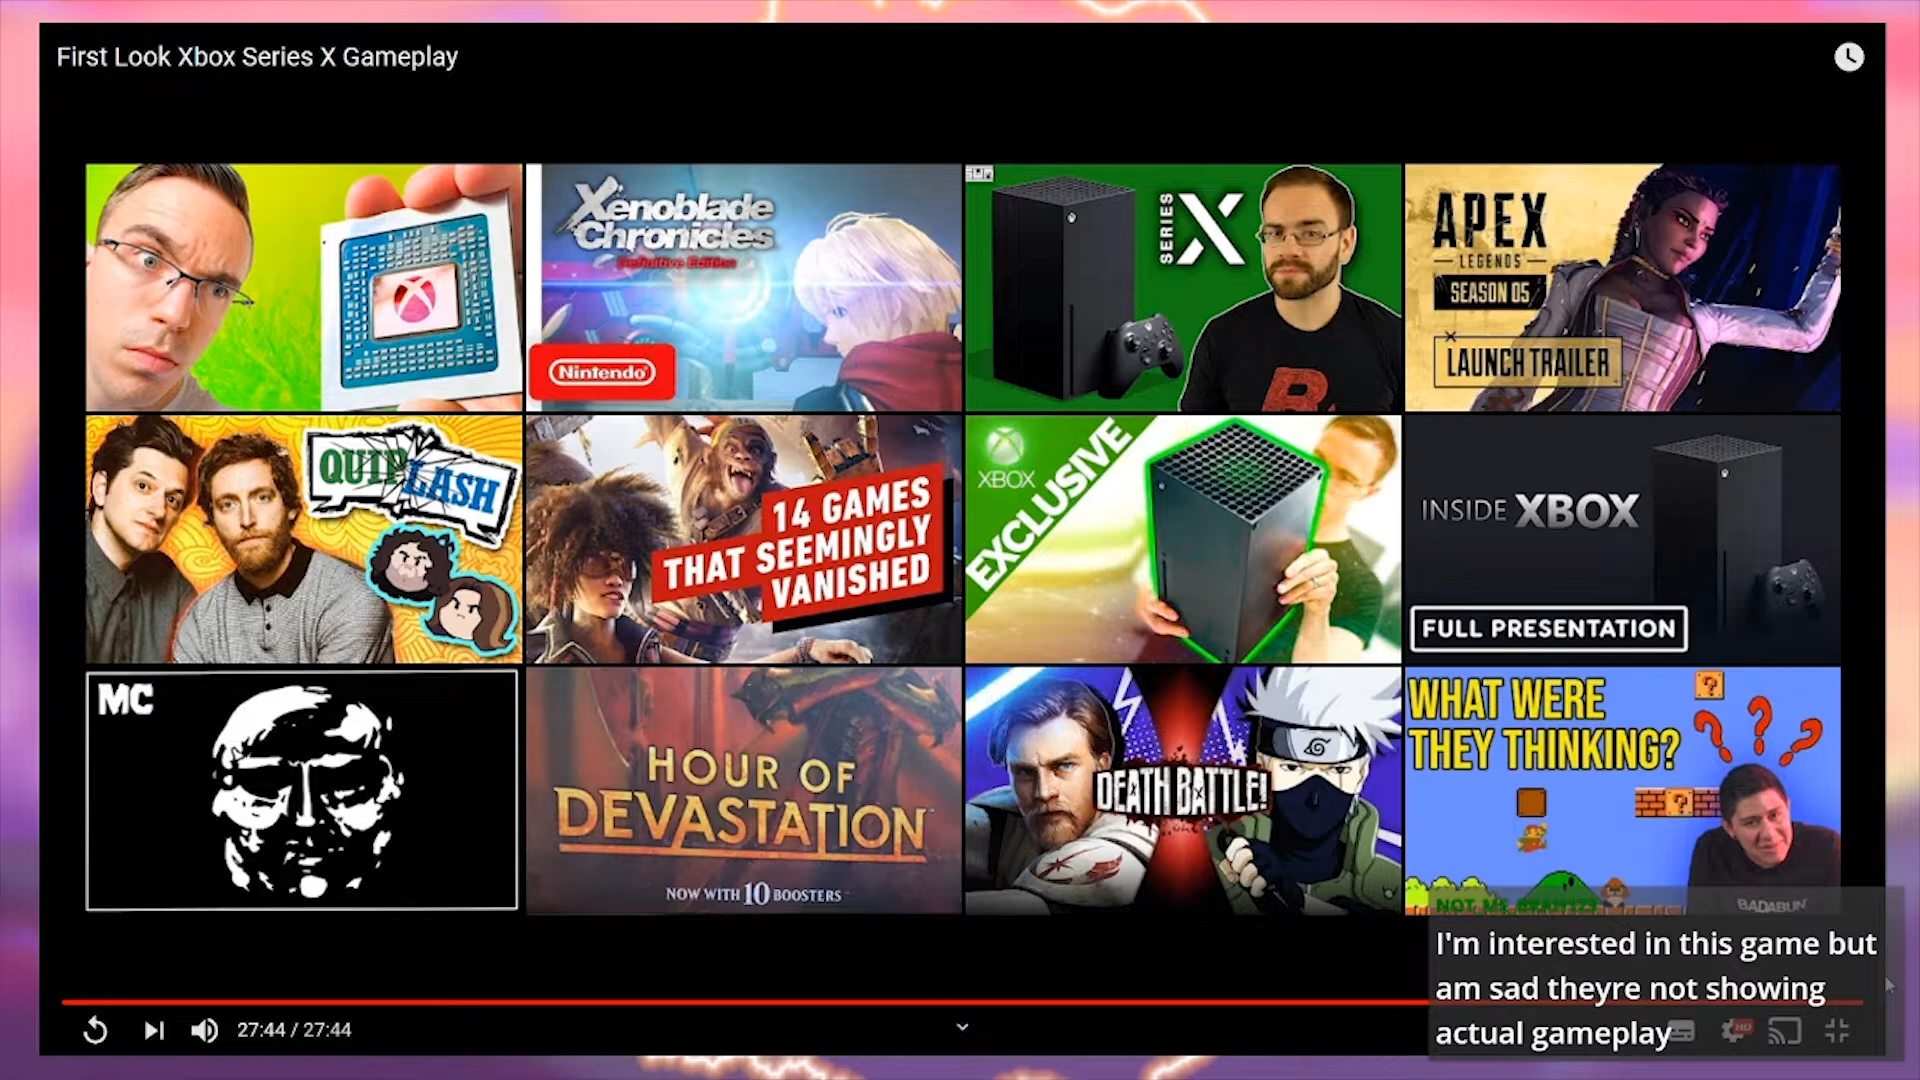 First Look Xbox Series X Gameplay
Xenoblade
Chronicles
Definitive Edition
Nintendo
SERIES X
APEX
LEGENDS
SEASON 05
LAUNCH TRAILER
QUIPLASH
14 GAMES
THAT SEEMINGLY
VANISHED
XBOX
EXCLUSIVE
INSIDE XBOX
FULL PRESENTATION
MC
HOUR OF
DEVASTATION
NOW WITH 10 BOOSTERS
DEATH BATTLE!
WHAT WERE
THEY THINKING?
BADABUN
I'm interested in this game but
am sad theyre not showing
actual gameplay
27:44 / 27:44
HD